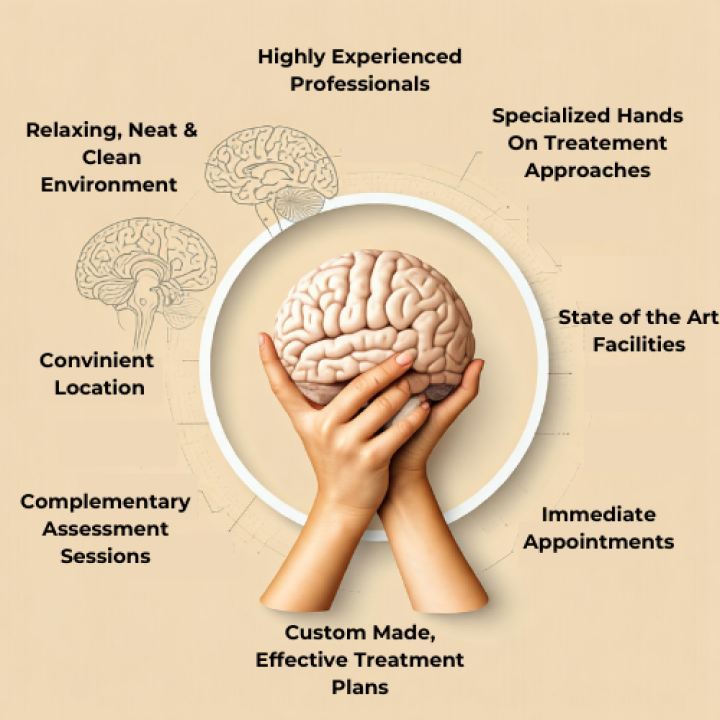 Highly Experienced
Professionals
Specialized Hands
On Treatement
Approaches
State of the Art
Facilities
Immediate
Appointments
Custom Made,
Effective Treatment
Plans
Complementary
Assessment
Sessions
Convinient
Location
Relaxing, Neat &
Clean
Environment